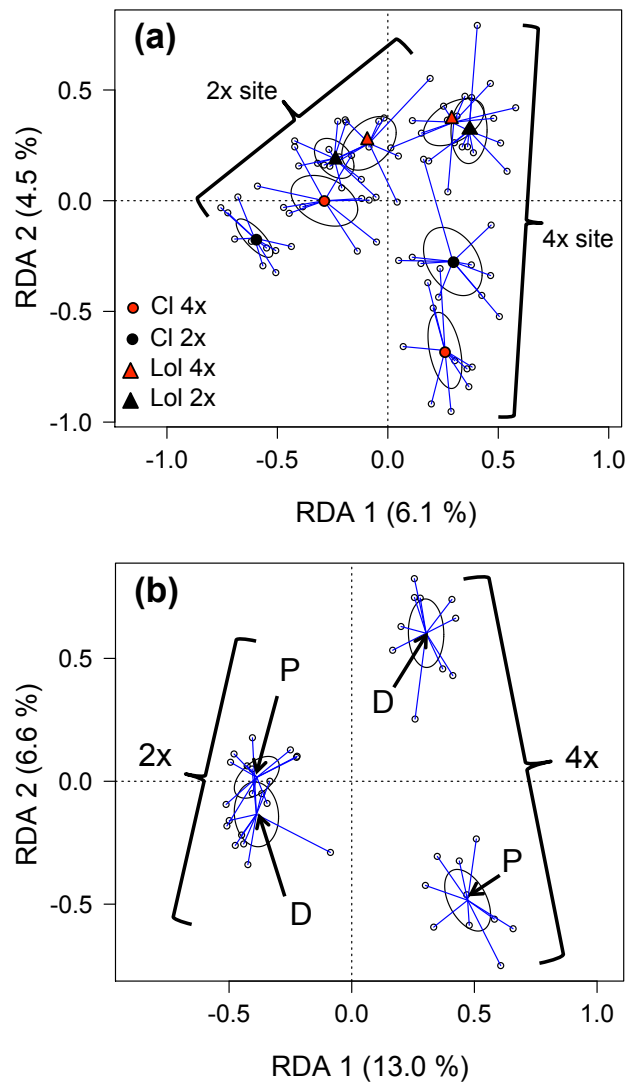 (a)
2x site
4x site
0.5
0.0
-0.5
-1.0
RDA 2 (4.5 %)
Cl 4x
Cl 2x
Lol 4x
Lol 2x
-1.0 -0.5 0.0 0.5 1.0
RDA 1 (6.1 %)
(b)
P
D
2x
4x
D
P
0.5
0.0
-0.5
RDA 2 (6.6 %)
-0.5 0.0 0.5 1.0
RDA 1 (13.0 %)